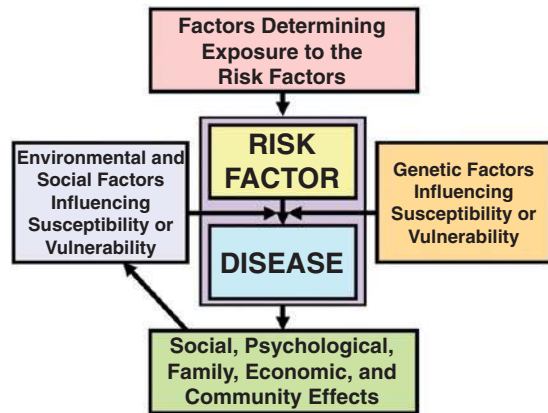 Factors Determining
Exposure to the
Risk Factors
RISK
FACTOR
Environmental and
Social Factors
Influencing
Susceptibility or
Vulnerability
Genetic Factors
Influencing
Susceptibility or
Vulnerability
DISEASE
Social, Psychological,
Family, Economic, and
Community Effects